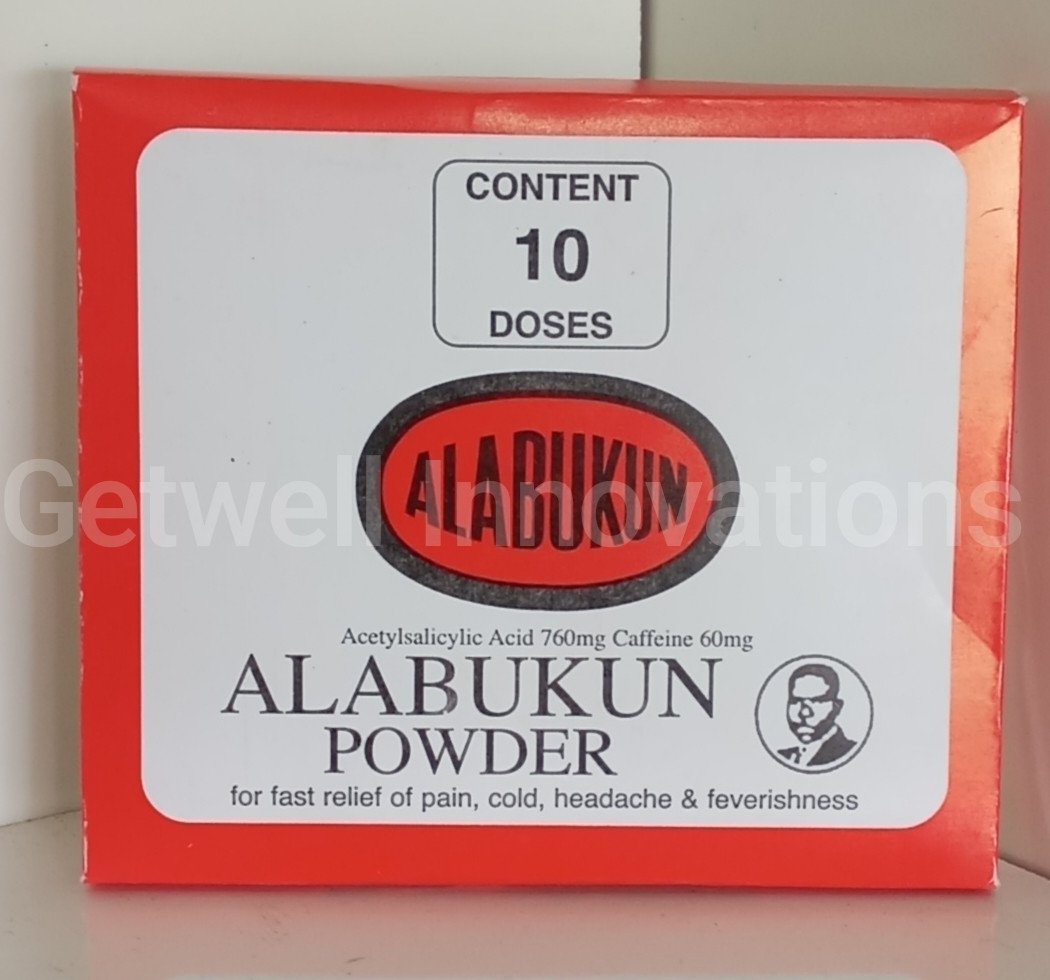 CONTENT
10
DOSES
ALABUKUN
Getwell Innovations
Acetylsalicylic Acid 760mg Caffeine 60mg
ALABUKUN
POWDER
for fast relief of pain, cold, headache & feverishness